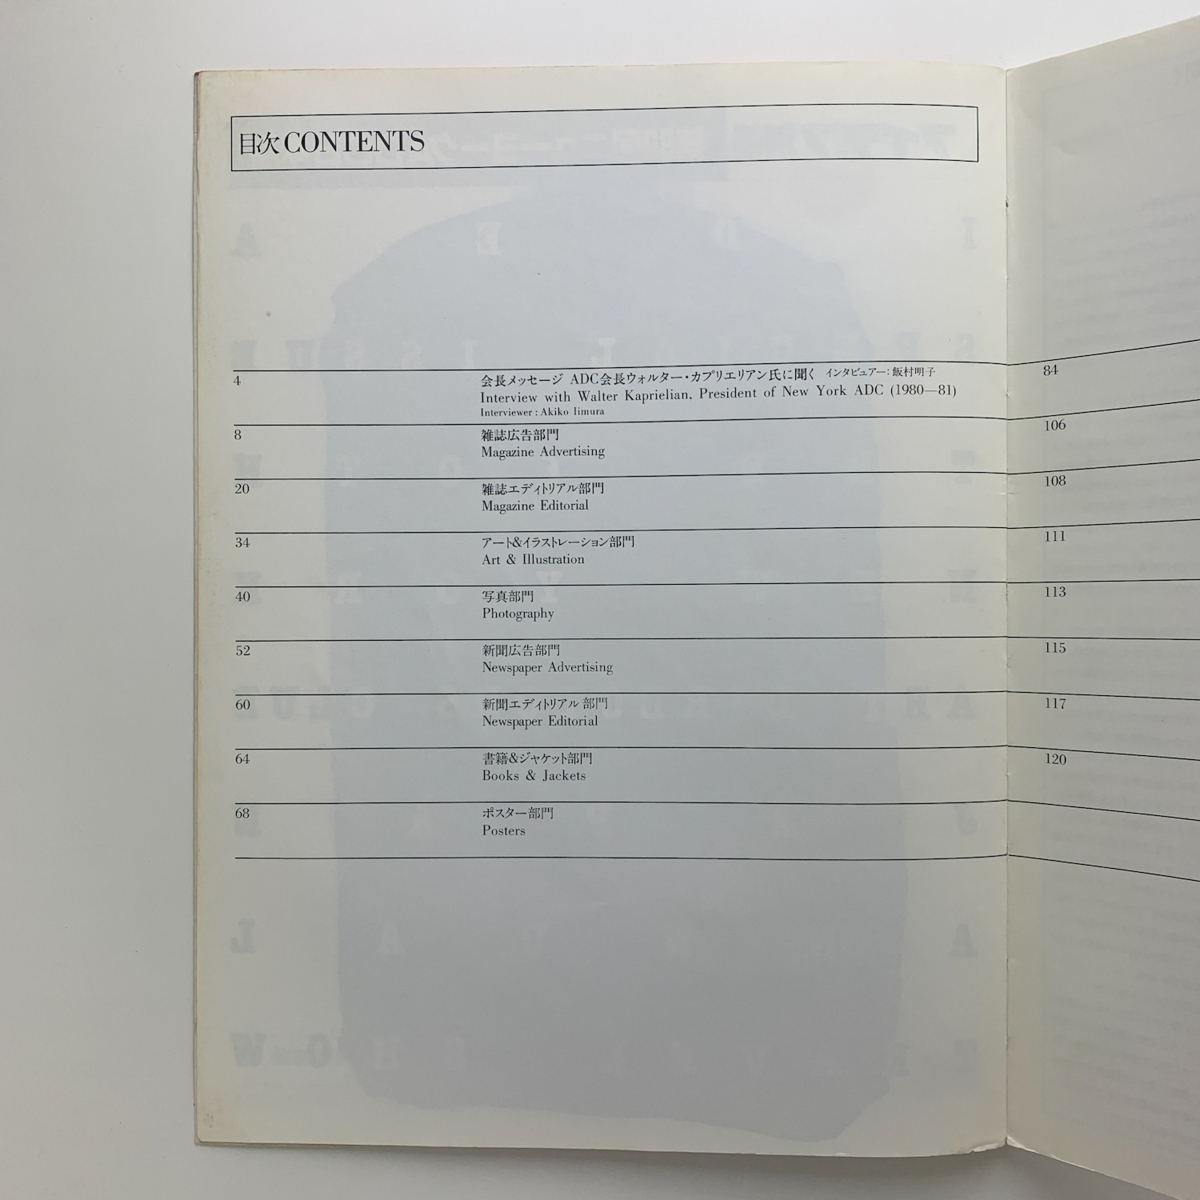 目次 CONTENTS
4
会長メッセージ ADC会長ウォルター・カプリエリアン氏に聞く インタビュアー：飯村明子
Interview with Walter Kaprielian, President of New York ADC (1980—81)
Interviewer : Akiko Iimura
8
雑誌広告部門
Magazine Advertising
20
雑誌エディトリアル部門
Magazine Editorial
34
アート&イラストレーション部門
Art & Illustration
40
写真部門
Photography
52
新聞広告部門
Newspaper Advertising
60
新聞エディトリアル部門
Newspaper Editorial
64
書籍&ジャケット部門
Books & Jackets
68
ポスター部門
Posters
84
106
108
111
113
115
117
120